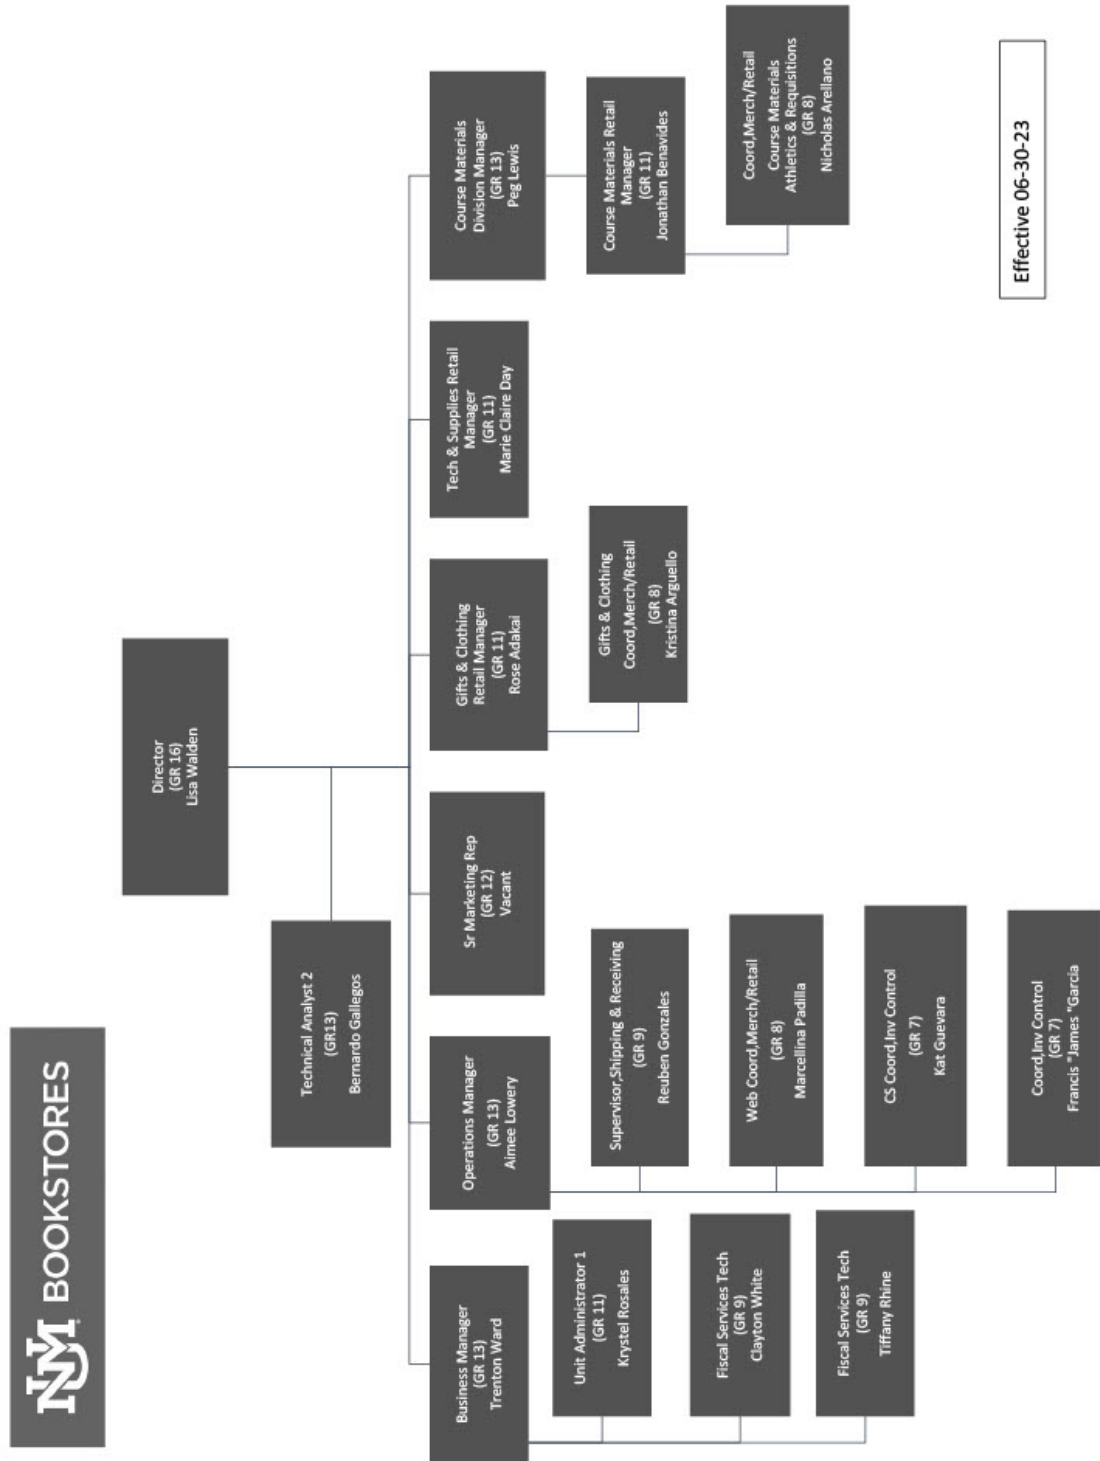 UNM BOOKSTORES
Director
(GR 16)
Lisa Walden
Technical Analyst 2
(GR13)
Bernardo Gallegos
Business Manager
(GR 13)
Trenton Ward
Operations Manager
(GR 13)
Aimee Lowery
Sr Marketing Rep
(GR 12)
Vacant
Gifts & Clothing
Retail Manager
(GR 11)
Rose Adakai
Tech & Supplies Retail
Manager
(GR 11)
Marie Claire Day
Course Materials
Division Manager
(GR 13)
Peg Lewis
Unit Administrator 1
(GR 11)
Krystel Rosales
Fiscal Services Tech
(GR 9)
Clayton White
Fiscal Services Tech
(GR 9)
Tiffany Rhine
Supervisor,Shipping & Receiving
(GR 9)
Reuben Gonzales
Web Coord,Merch/Retail
(GR 8)
Marcellina Padilla
CS Coord,Inv Control
(GR 7)
Kat Guevara
Coord,Inv Control
(GR 7)
Francis "James "Garcia
Gifts & Clothing
Coord,Merch/Retail
(GR 8)
Kristina Arguello
Course Materials Retail
Manager
(GR 11)
Jonathan Benavides
Coord,Merch/Retail
Course Materials
Athletics & Requisitions
(GR 8)
Nicholas Arellano
Effective 06-30-23